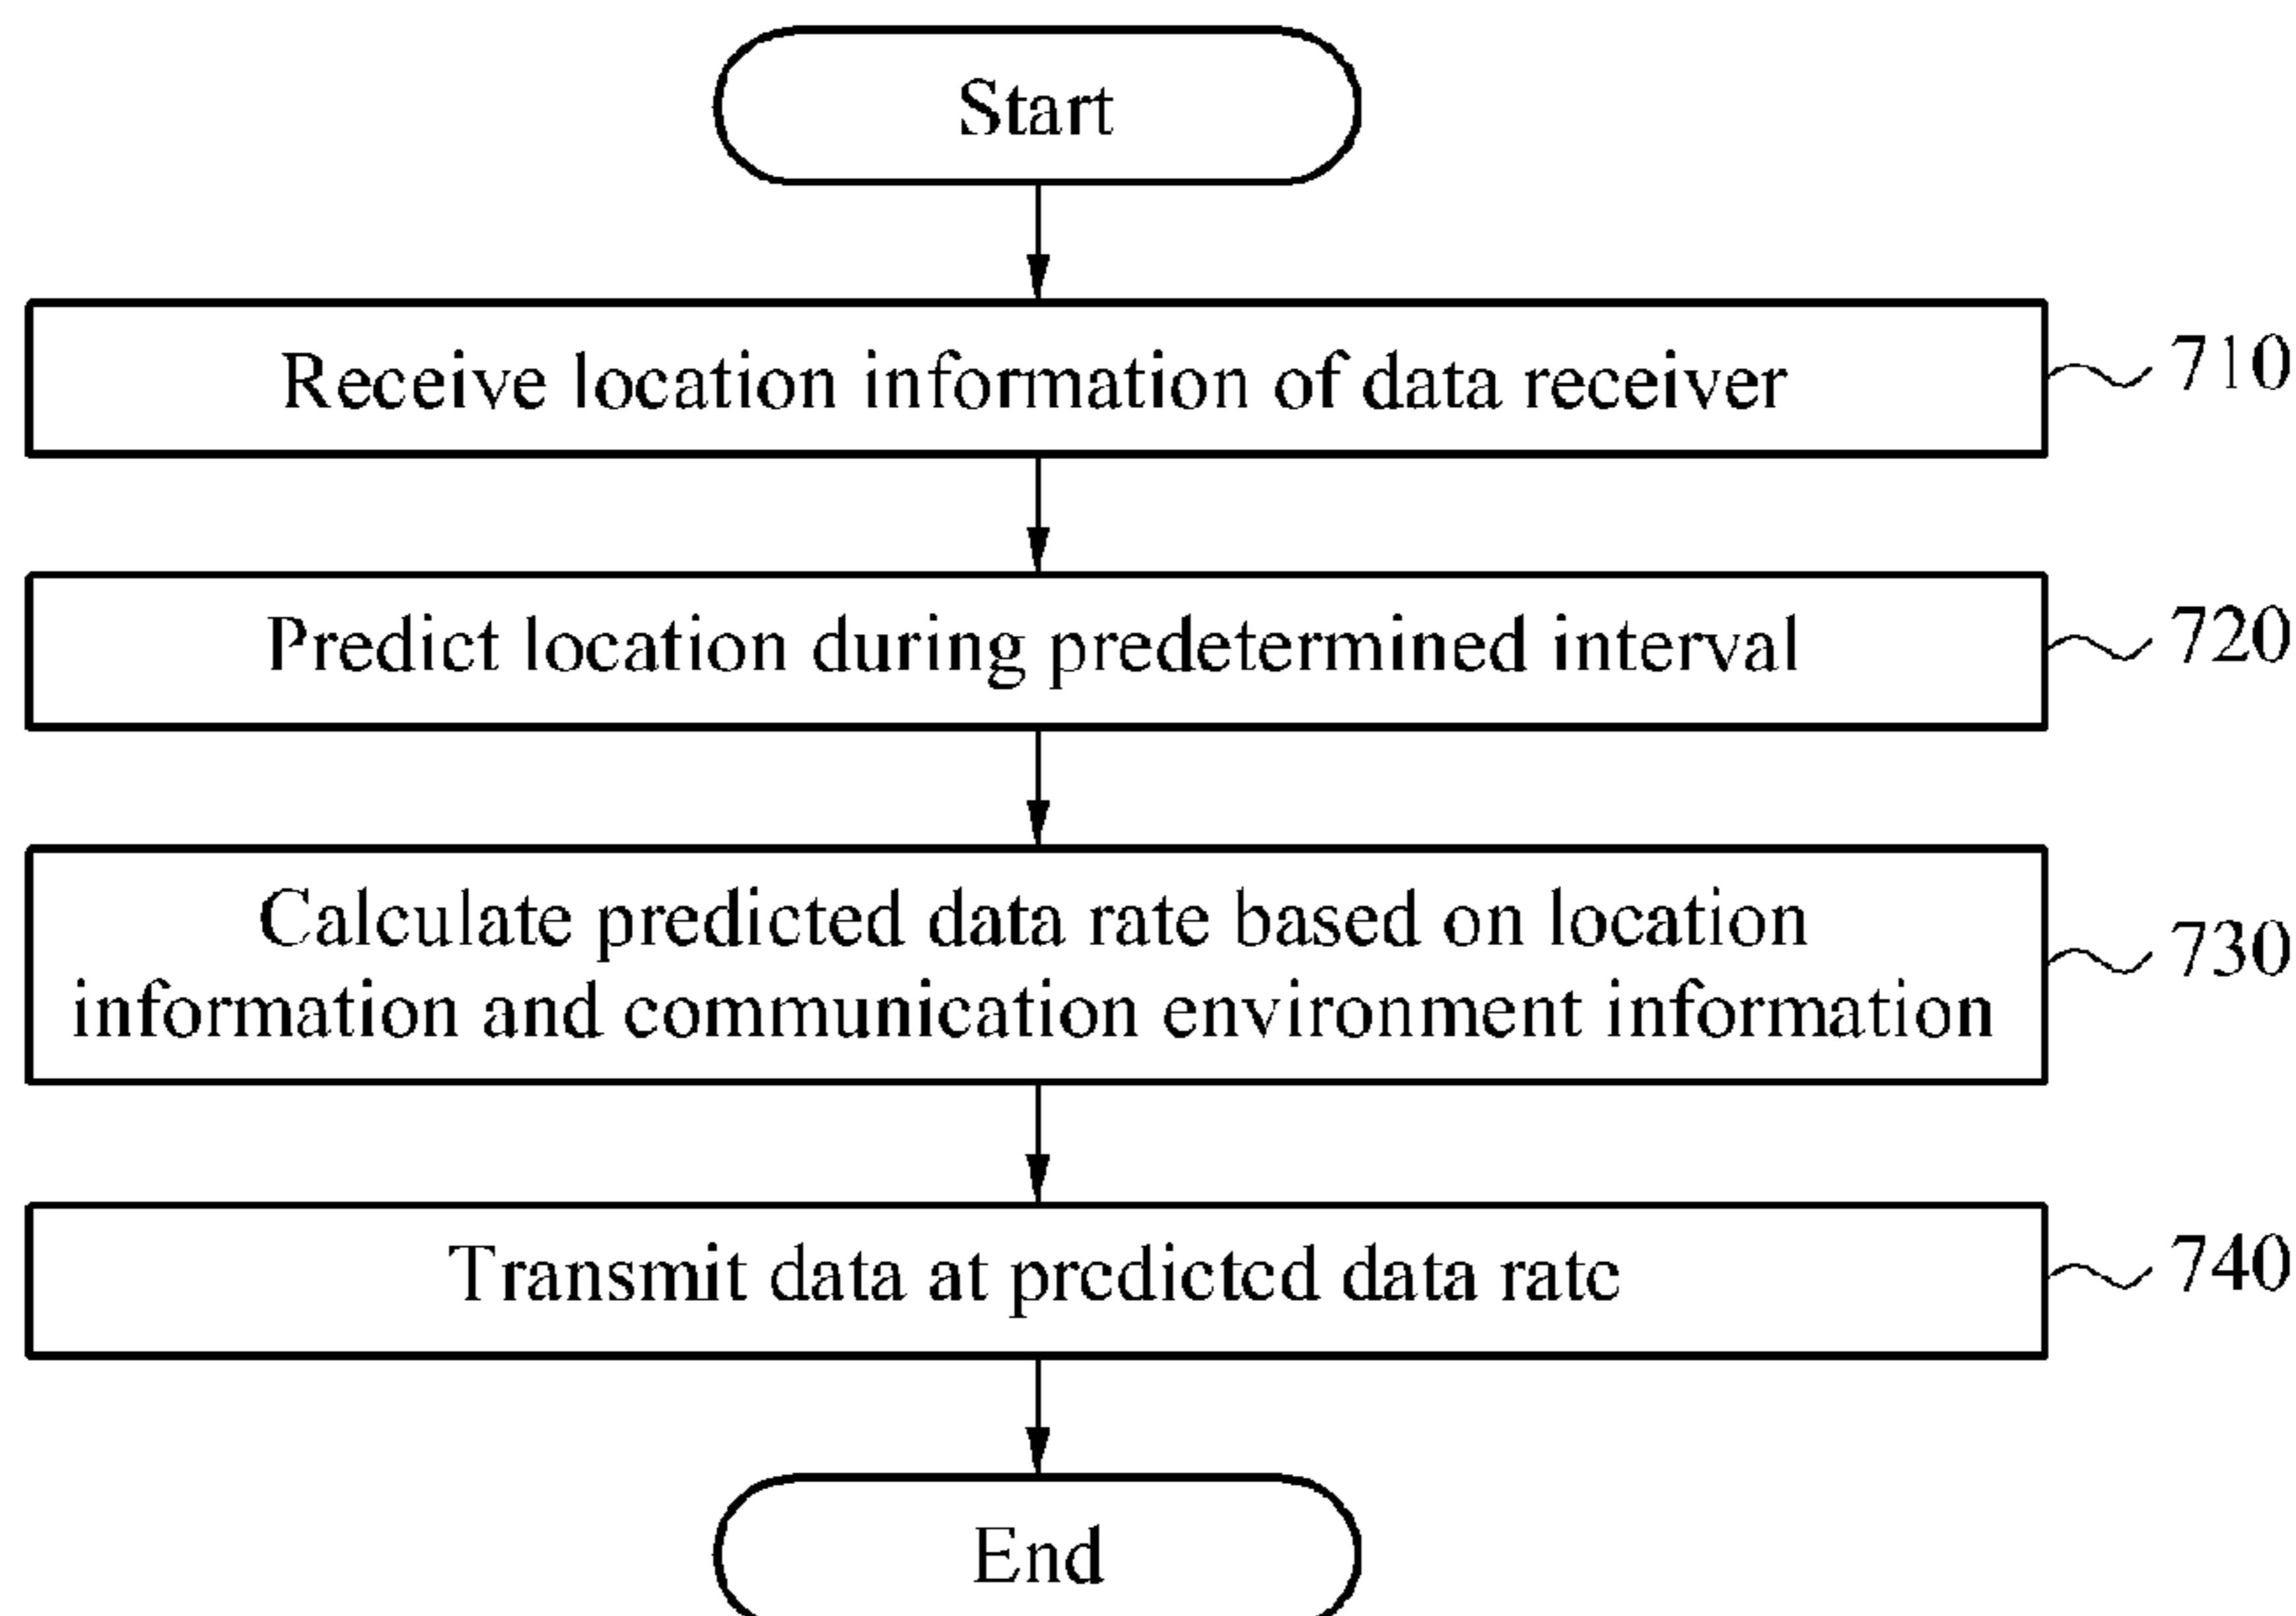 Start
Receive location information of data receiver
710
Predict location during predetermined interval
720
Calculate predicted data rate based on location
information and communication environment information
730
Transmit data at predicted data rate
740
End